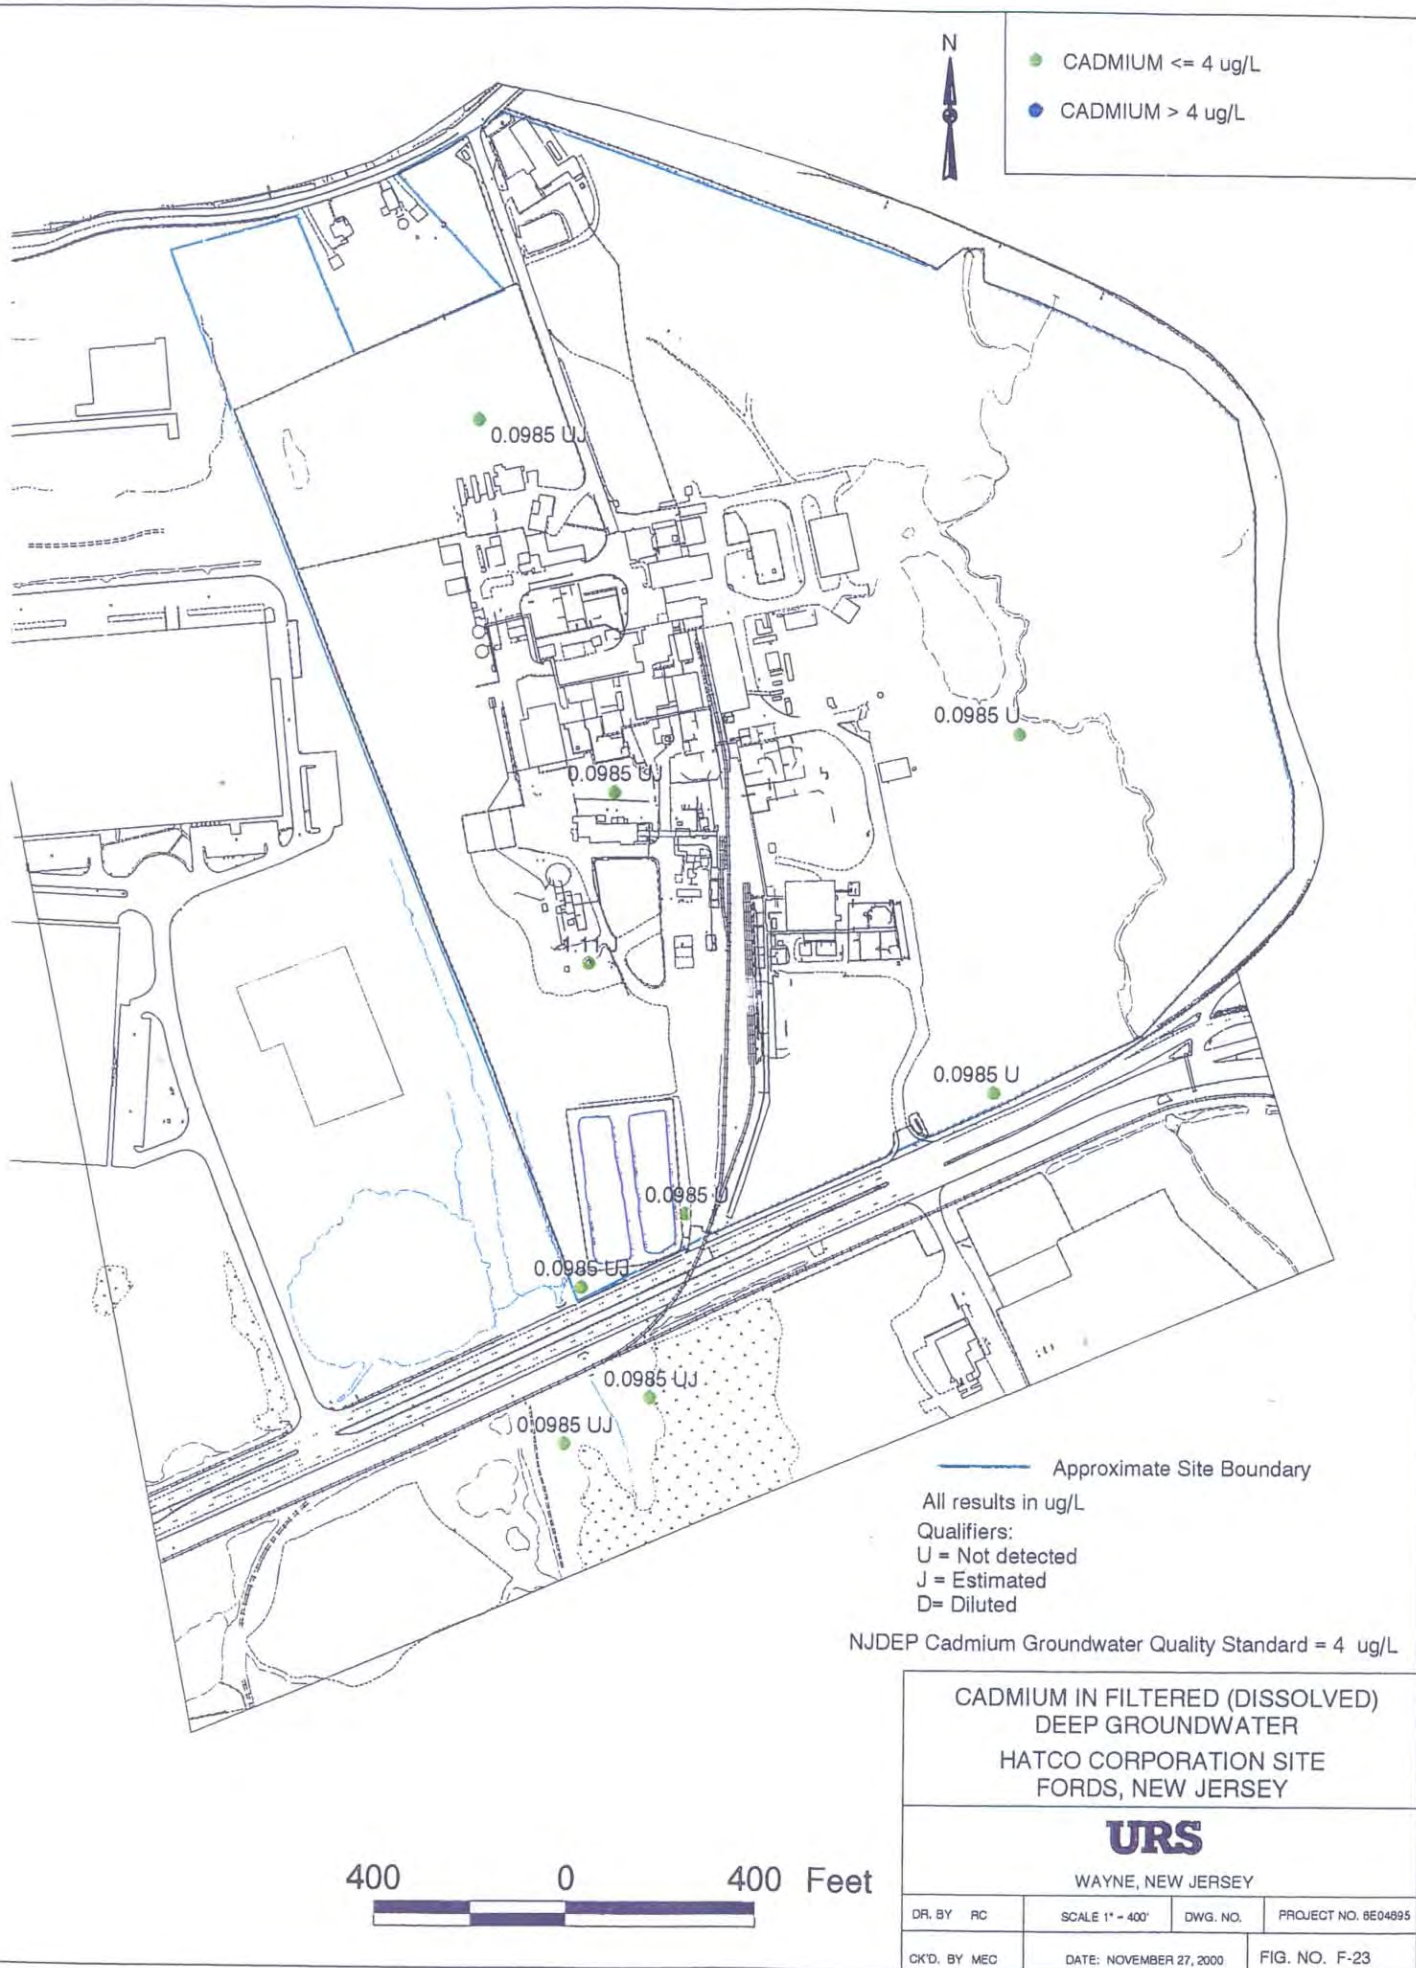 N
CADMIUM <= 4 ug/L
CADMIUM > 4 ug/L
0.0985 UJ
0.0985 U
0.0985 UJ
0.0985 U
0.0985 U
0.0985 UJ
0.0985 UJ
0.0985 UJ
Approximate Site Boundary
All results in ug/L
Qualifiers:
U = Not detected
J = Estimated
D= Diluted
NJDEP Cadmium Groundwater Quality Standard = 4 ug/L
CADMIUM IN FILTERED (DISSOLVED)
DEEP GROUNDWATER
HATCO CORPORATION SITE
FORDS, NEW JERSEY
URS
WAYNE, NEW JERSEY
DR. BY RC
SCALE 1" = 400'
DWG. NO.
PROJECT NO. 6E04695
CK'D. BY MEC
DATE: NOVEMBER 27, 2000
FIG. NO. F-23
400 0 400 Feet